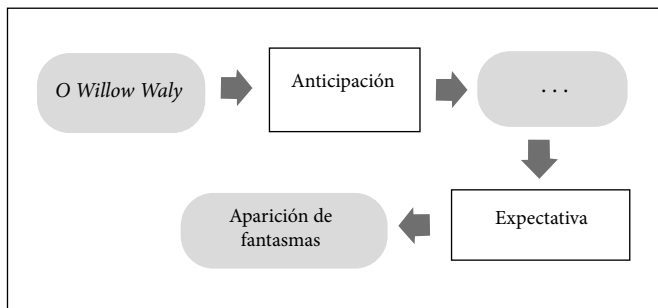 O Willow Waly
Anticipación
. . .
Expectativa
Aparición de
fantasmas